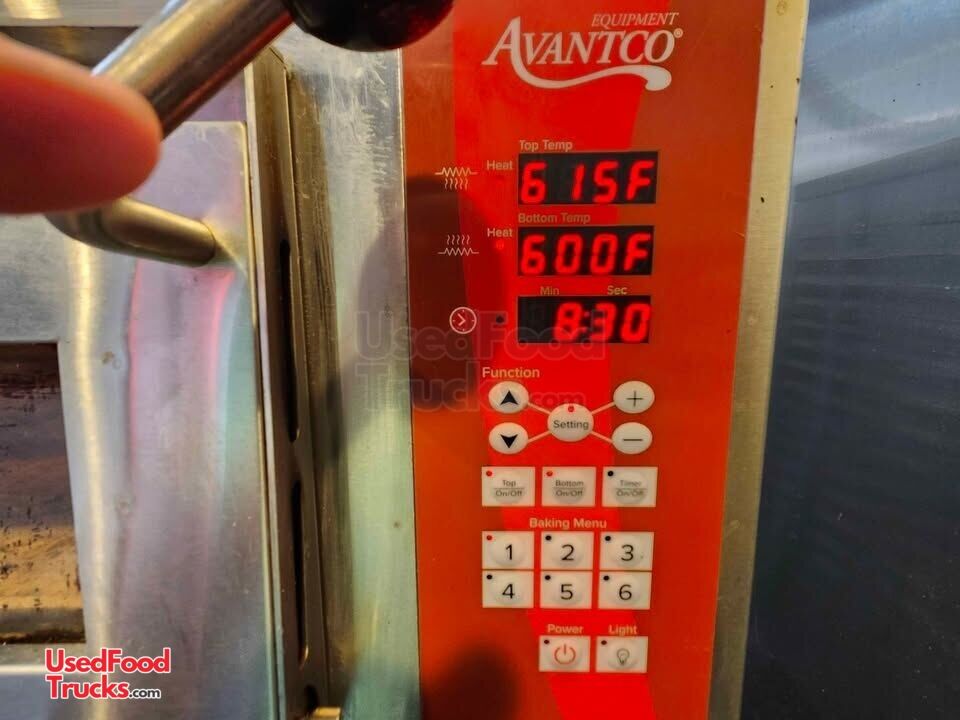 EQUIPMENT
AVANTCO®
Top Temp
Heat 615F
Bottom Temp
Heat 600F
Min Sec
8:30
UsedFood
Trucks.com
Function
+
Setting
−
Top On/Off Bottom On/Off Timer On/Off
Baking Menu
1 2 3
4 5 6
Power Light
UsedFood
Trucks.com